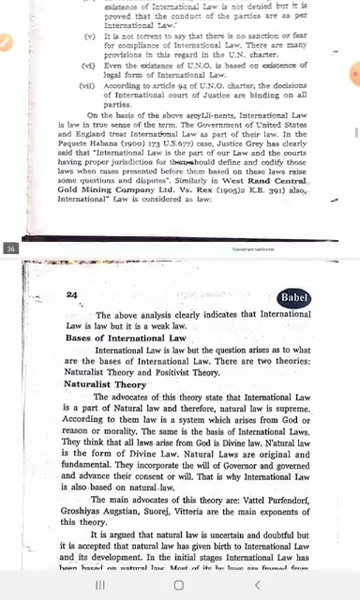 existence of International Law is not denied but it is
proved that the conduct of the parties are as per
International Law.'
(v) It is not torrent to say that there is no sanction or fear
for compliance of International Law. There are many
provisions in this regard in the U.N. charter.
(vi) Even the existence of U.N.O. is based on existence of
legal form of International Law.
(vii) According to article 94 of U.N.O. charter, the decisions
of International court of Justice are binding on all
parties.
On the basis of the above International Law
is law in true sense of the term. The Government of United States
and England treat International Law as part of their law. In the
Paquete Habana (1900) 173 U.S.677) case, Justice Grey has clearly
said that "International Law is the part of our Law and the courts
having proper jurisdiction for should define and codify those
laws when cases presented before them based on these laws raise
some questions and disputes". Similarly in West Rand Central
Gold Mining Company Ltd. Vs. Rex (1905)2 K.B. 391) also,
International" Law is considered as law:
36
24
Babel
The above analysis clearly indicates that International
Law is law but it is a weak law.
Bases of International Law
International Law is law but the question arises as to what
are the bases of International Law. There are two theories:
Naturalist Theory and Positivist Theory.
Naturalist Theory
The advocates of this theory state that International Law
is a part of Natural law and therefore, natural law is supreme.
According to them law is a system which arises from God or
reason or morality. The same is the basis of International Laws.
They think that all laws arise from God is Divine law. N'atural law
is the form of Divine Law. Natural Laws are original and
fundamental. They incorporate the will of Governor and governed
and advance their consent or will. That is why International Law
is also based on natural law.
The main advocates of this theory are: Vattel Purfendorf,
Groshiyas Augstian, Suorej, Vittoria are the main exponents of
this theory.
It is argued that natural law is uncertain and doubtful but
it is accepted that natural law has given birth to International Law
and its development. In the initial stages International Law has
been based on natural law. Most of its laws are framed from